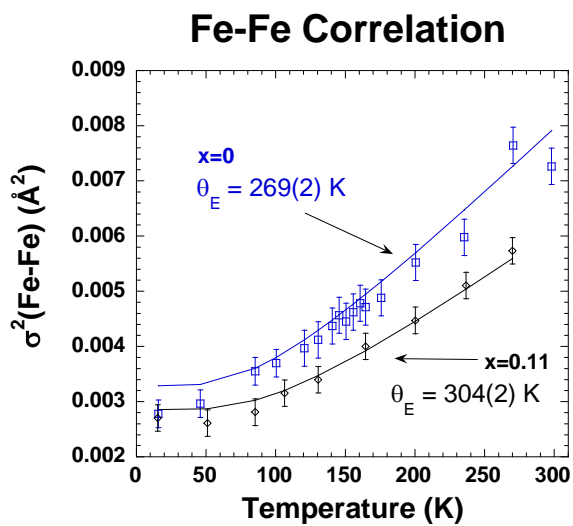 Fe-Fe Correlation
σ²(Fe-Fe) (Å²)
0.009
0.008
0.007
0.006
0.005
0.004
0.003
0.002
x=0
θ_E = 269(2) K
x=0.11
θ_E = 304(2) K
0 50 100 150 200 250 300
Temperature (K)